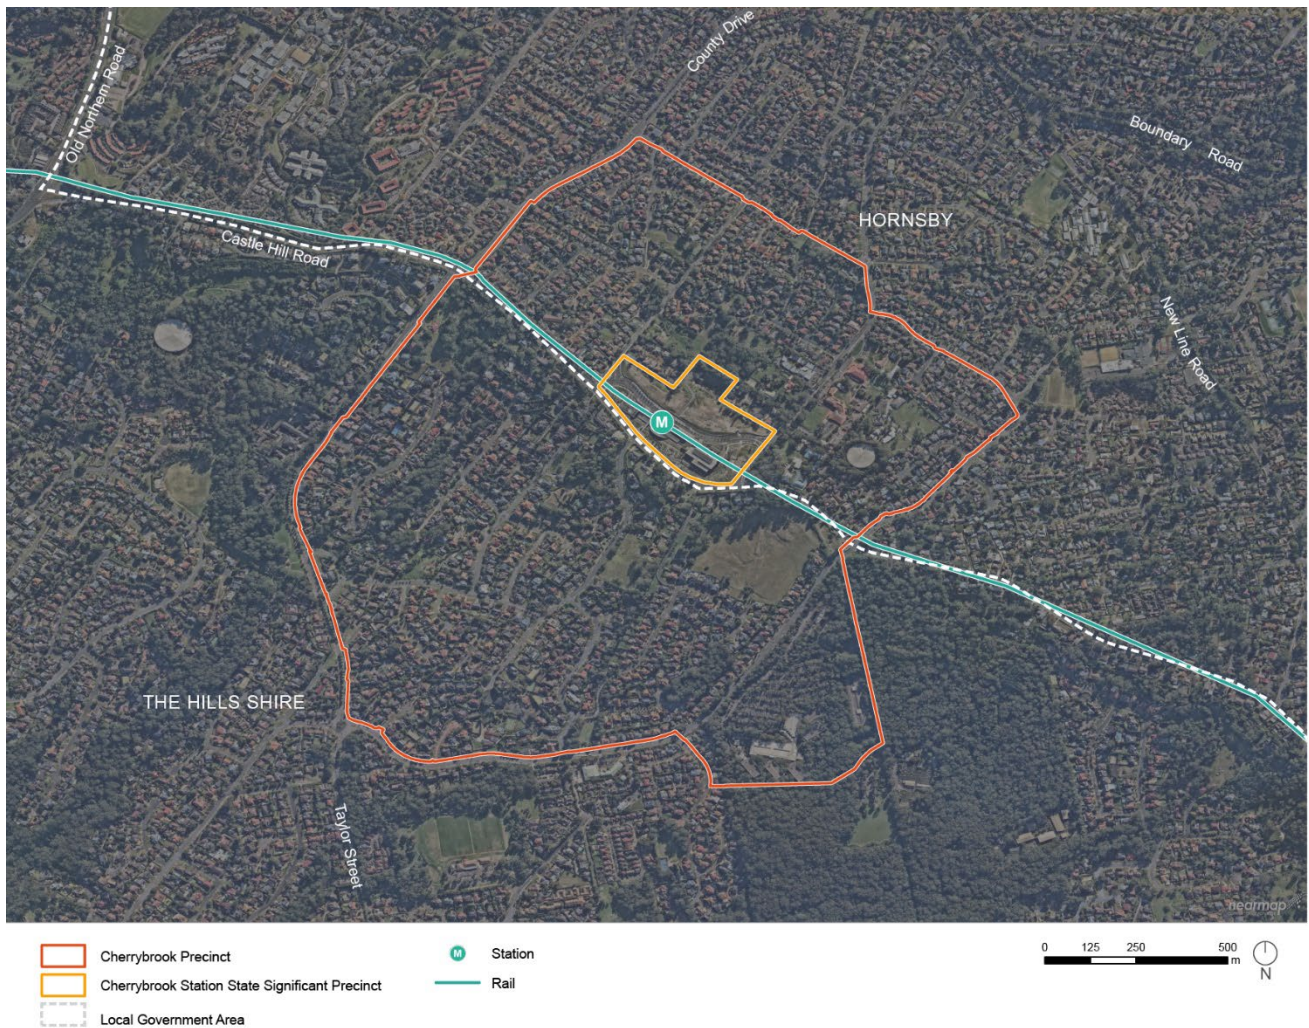 County Drive
Old Northern Road
Boundary Road
HORNSBY
Castle Hill Road
New Line Road
M
THE HILLS SHIRE
Taylor Street
nearmap
Cherrybrook Precinct
Cherrybrook Station State Significant Precinct
Local Government Area
M Station
Rail
0 125 250 500
m
N